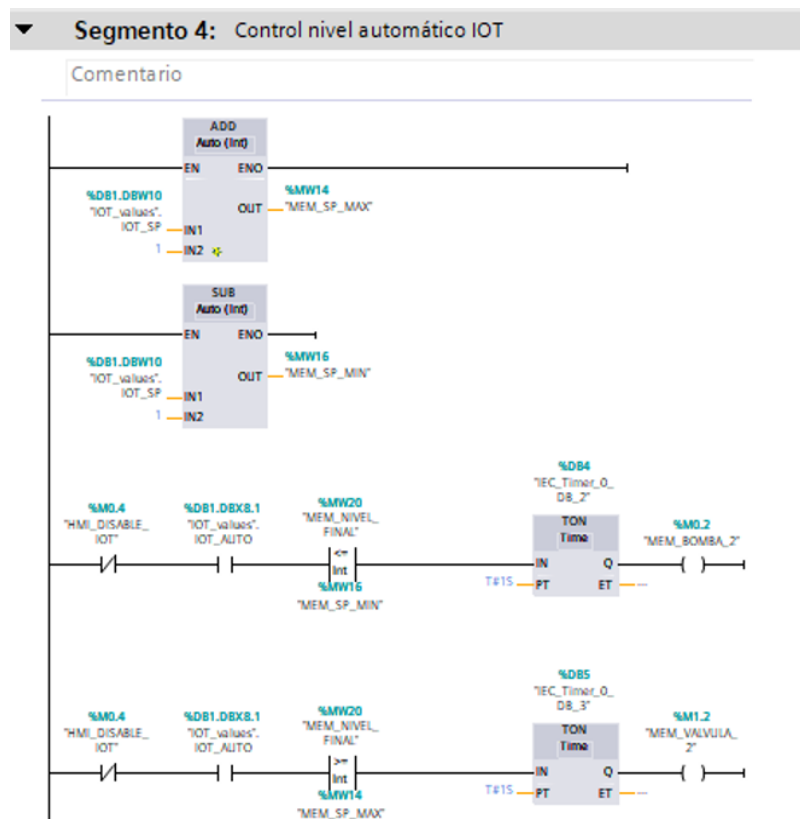 Segmento 4: Control nivel automático IOT
Comentario
ADD
Auto (Int)
EN ENO
%DB1.DBW10
"IOT_values".
IOT_SP
IN1
1 IN2
OUT
%MW14
"MEM_SP_MAX"
SUB
Auto (Int)
EN ENO
%DB1.DBW10
"IOT_values".
IOT_SP
IN1
1 IN2
OUT
%MW16
"MEM_SP_MIN"
%M0.4
"HMI_DISABLE_
IOT"
%DB1.DBX8.1
"IOT_values".
IOT_AUTO
%MW20
"MEM_NIVEL_
FINAL"
<=
Int
%MW16
"MEM_SP_MIN"
%DB4
"IEC_Timer_0_
DB_2"
TON
Time
IN Q
T#1S PT ET ...
%M0.2
"MEM_BOMBA_2"
%M0.4
"HMI_DISABLE_
IOT"
%DB1.DBX8.1
"IOT_values".
IOT_AUTO
%MW20
"MEM_NIVEL_
FINAL"
>=
Int
%MW14
"MEM_SP_MAX"
%DB5
"IEC_Timer_0_
DB_3"
TON
Time
IN Q
T#1S PT ET ...
%M1.2
"MEM_VALVULA_
2"